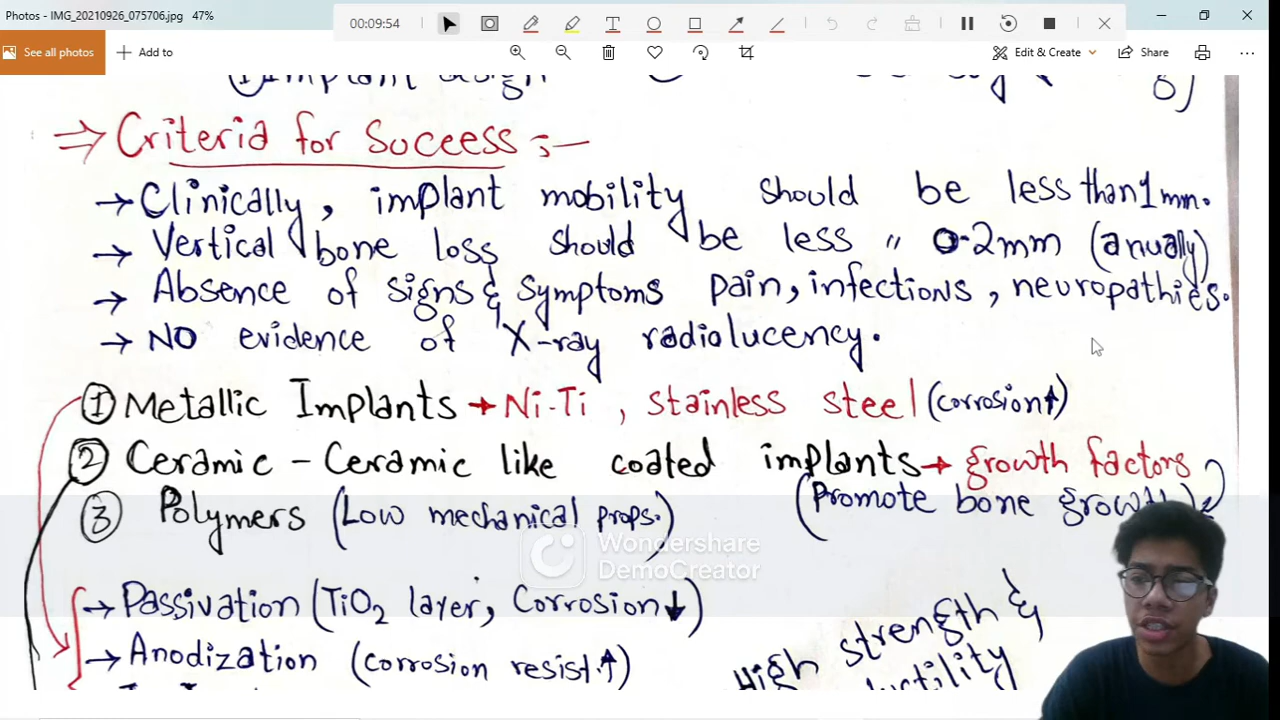 Photos - IMG_20210926_075706.jpg 47%
00:09:54
See all photos
Add to
Edit & Create
Share
Implant design
⇒ Criteria for Success :-
→ Clinically, implant mobility should be less than 1 mm.
→ Vertical bone loss should be less " 0.2mm (anually)
→ Absence of signs & symptoms pain, infections, neuropathies.
→ NO evidence of X-ray radiolucency.
① Metallic Implants → Ni-Ti, stainless steel (corrosion↑)
② Ceramic - Ceramic like coated implants → growth factors
(Promote bone growth)
③ Polymers (Low mechanical props.)
Wondershare
DemoCreator
→ Passivation (TiO2 layer, Corrosion↓)
→ Anodization (corrosion resist.↑)
High strength &